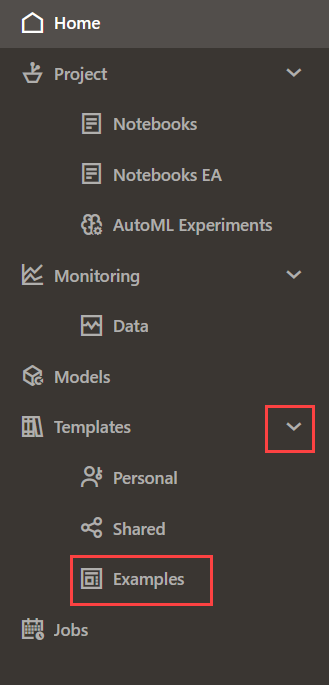 Home
Project
Notebooks
Notebooks EA
AutoML Experiments
Monitoring
Data
Models
Templates
Personal
Shared
Examples
Jobs